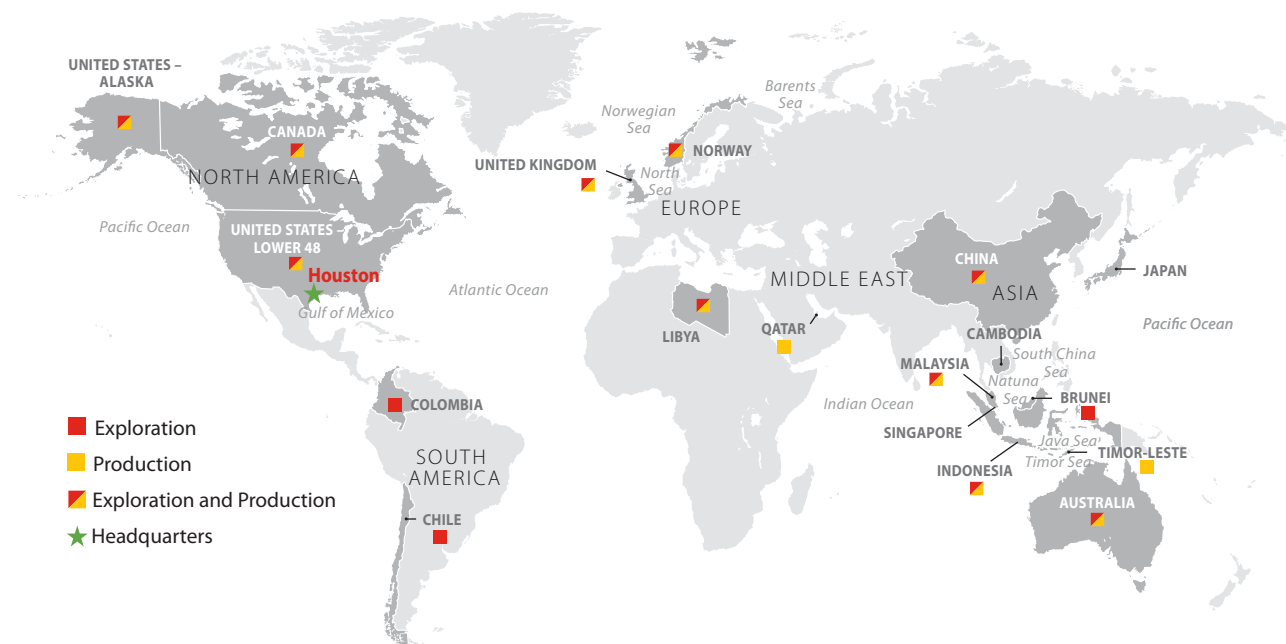 UNITED STATES –
ALASKA
Barents
Sea
Norwegian
Sea
CANADA
NORWAY
UNITED KINGDOM
NORTH AMERICA
North
Sea
EUROPE
Pacific Ocean
UNITED STATES –
LOWER 48
CHINA
Houston
MIDDLE EAST
JAPAN
Atlantic Ocean
ASIA
Gulf of Mexico
LIBYA
QATAR
CAMBODIA
Pacific Ocean
South China
Sea
MALAYSIA
Natuna
Sea
BRUNEI
COLOMBIA
Indian Ocean
SINGAPORE
Java Sea
TIMOR-LESTE
Timor Sea
INDONESIA
SOUTH
AMERICA
AUSTRALIA
CHILE
Exploration
Production
Exploration and Production
Headquarters